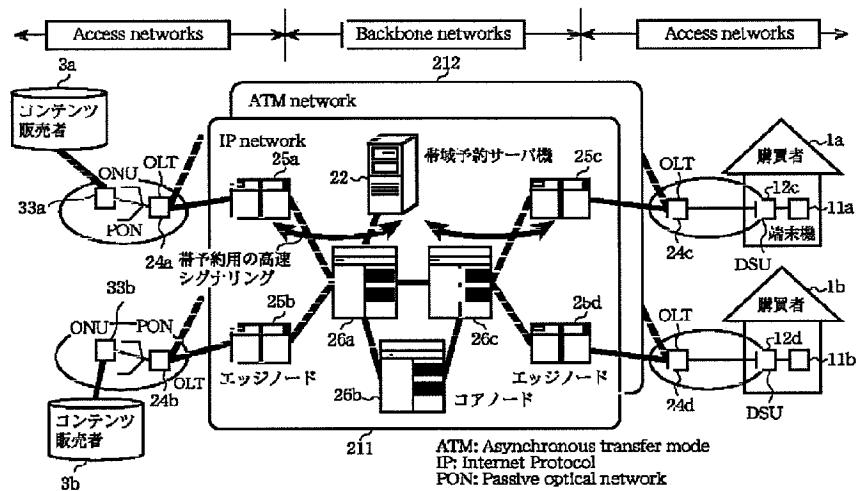 Access networks
Backbone networks
Access networks
212
3a
コンテンツ
販売者
ATM network
IP network
25a
22
帯域予約サーバ機
25c
1a
購買者
ONU
OLT
33a
PON
24a
帯予約用の高速
シグナリング
OLT
12c
11a
24c
端末機
DSU
33b
25b
26a
26c
25d
1b
購買者
ONU
PON
OLT
24b
エッジノード
26b
コアノード
エッジノード
OLT
12d
11b
24d
DSU
コンテンツ
販売者
3b
211
ATM: Asynchronous transfer mode
IP: Internet Protocol
PON: Passive optical network